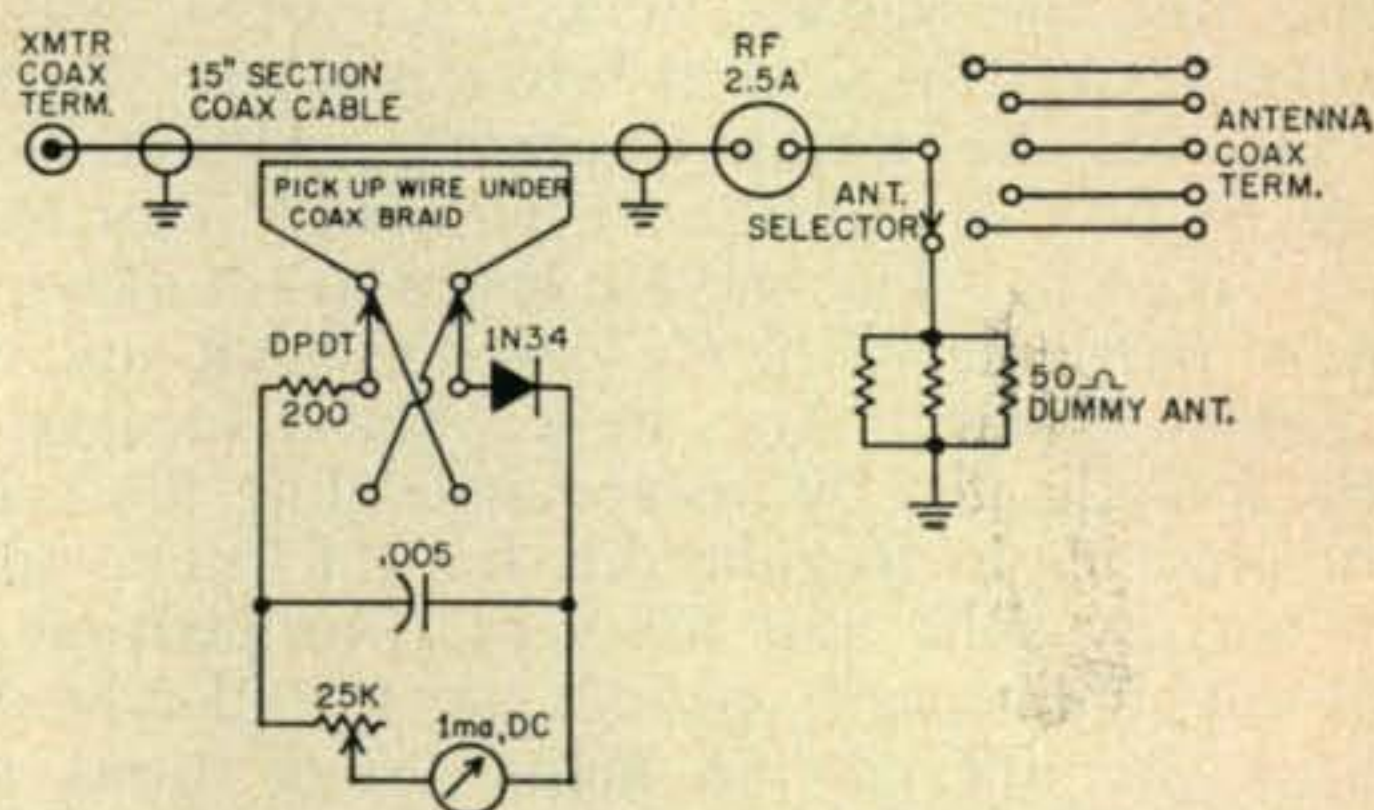 XMTR
COAX
TERM.
15" SECTION
COAX CABLE
RF
2.5A
ANTENNA
COAX
TERM.
PICK UP WIRE UNDER
COAX BRAID
ANT.
SELECTOR
DPDT
1N34
200
50Ω
DUMMY ANT.
.005
25K
1ma,DC